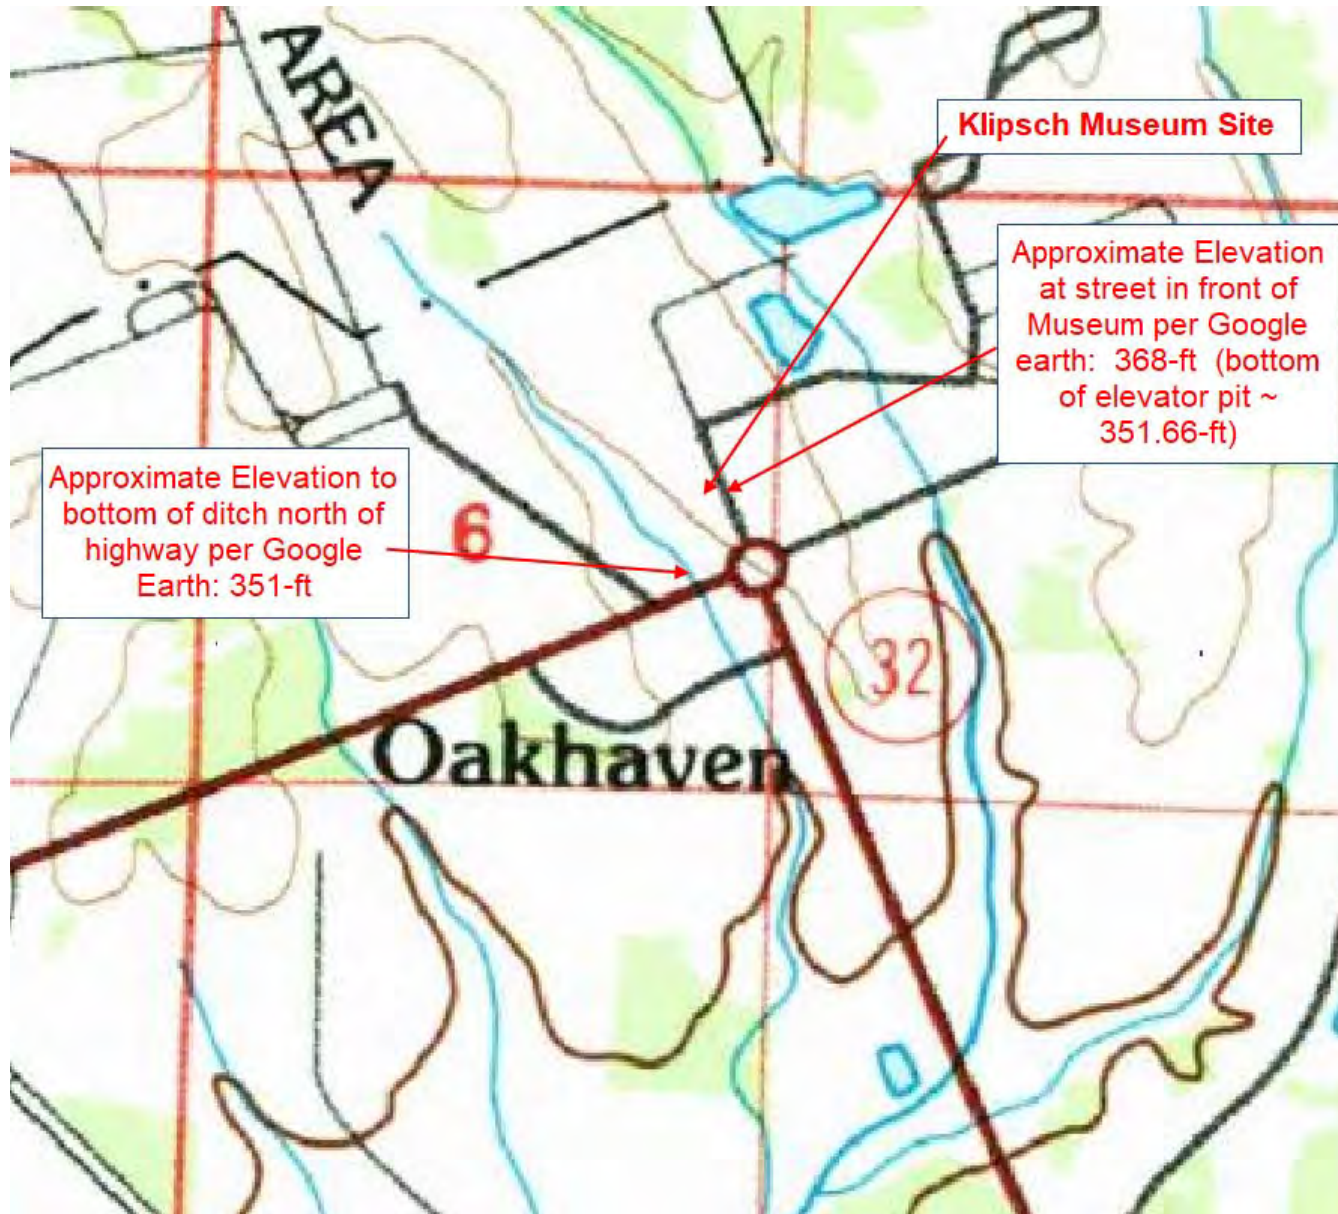 AREA
Klipsch Museum Site
Approximate Elevation
at street in front of
Museum per Google
earth: 368-ft (bottom
of elevator pit ~
351.66-ft)
Approximate Elevation to
bottom of ditch north of
highway per Google
Earth: 351-ft
6
32
Oakhaven